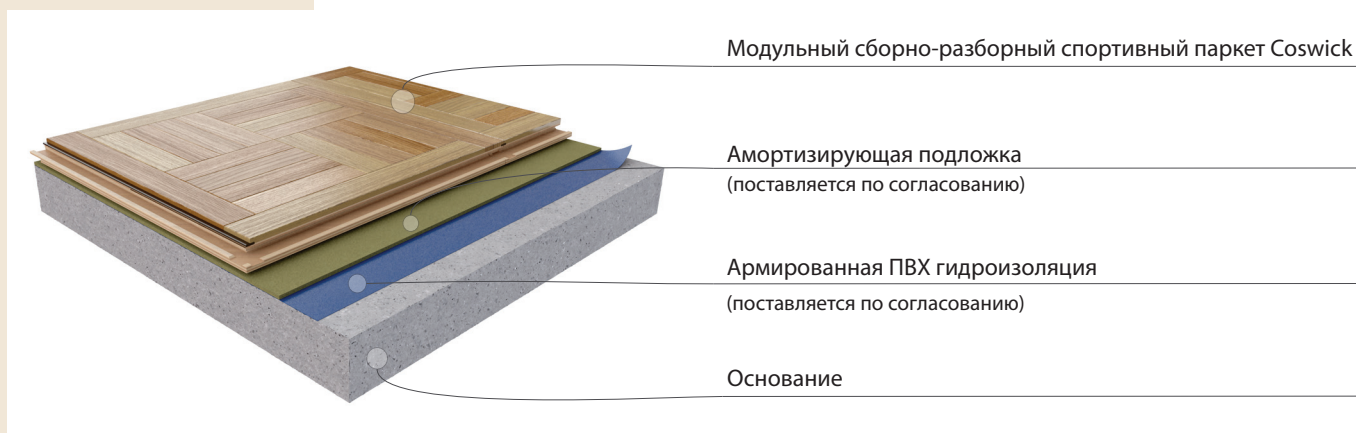 Модульный сборно-разборный спортивный паркет Coswick
Амортизирующая подложка
(поставляется по согласованию)
Армированная ПВХ гидроизоляция
(поставляется по согласованию)
Основание